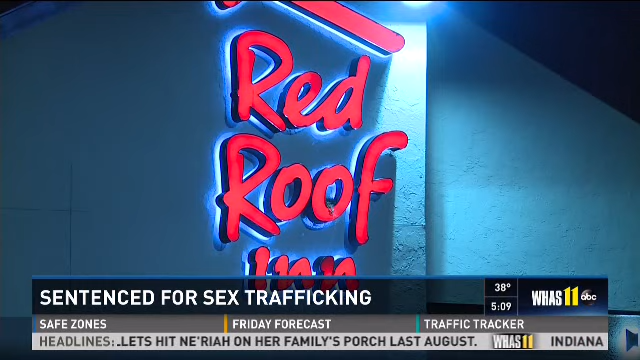 Red
Roof
Inn
SENTENCED FOR SEX TRAFFICKING
38°
5:09
WHAS11 abc
SAFE ZONES
FRIDAY FORECAST
TRAFFIC TRACKER
HEADLINES: ..LETS HIT NE'RIAH ON HER FAMILY'S PORCH LAST AUGUST. WHAS11 INDIANA